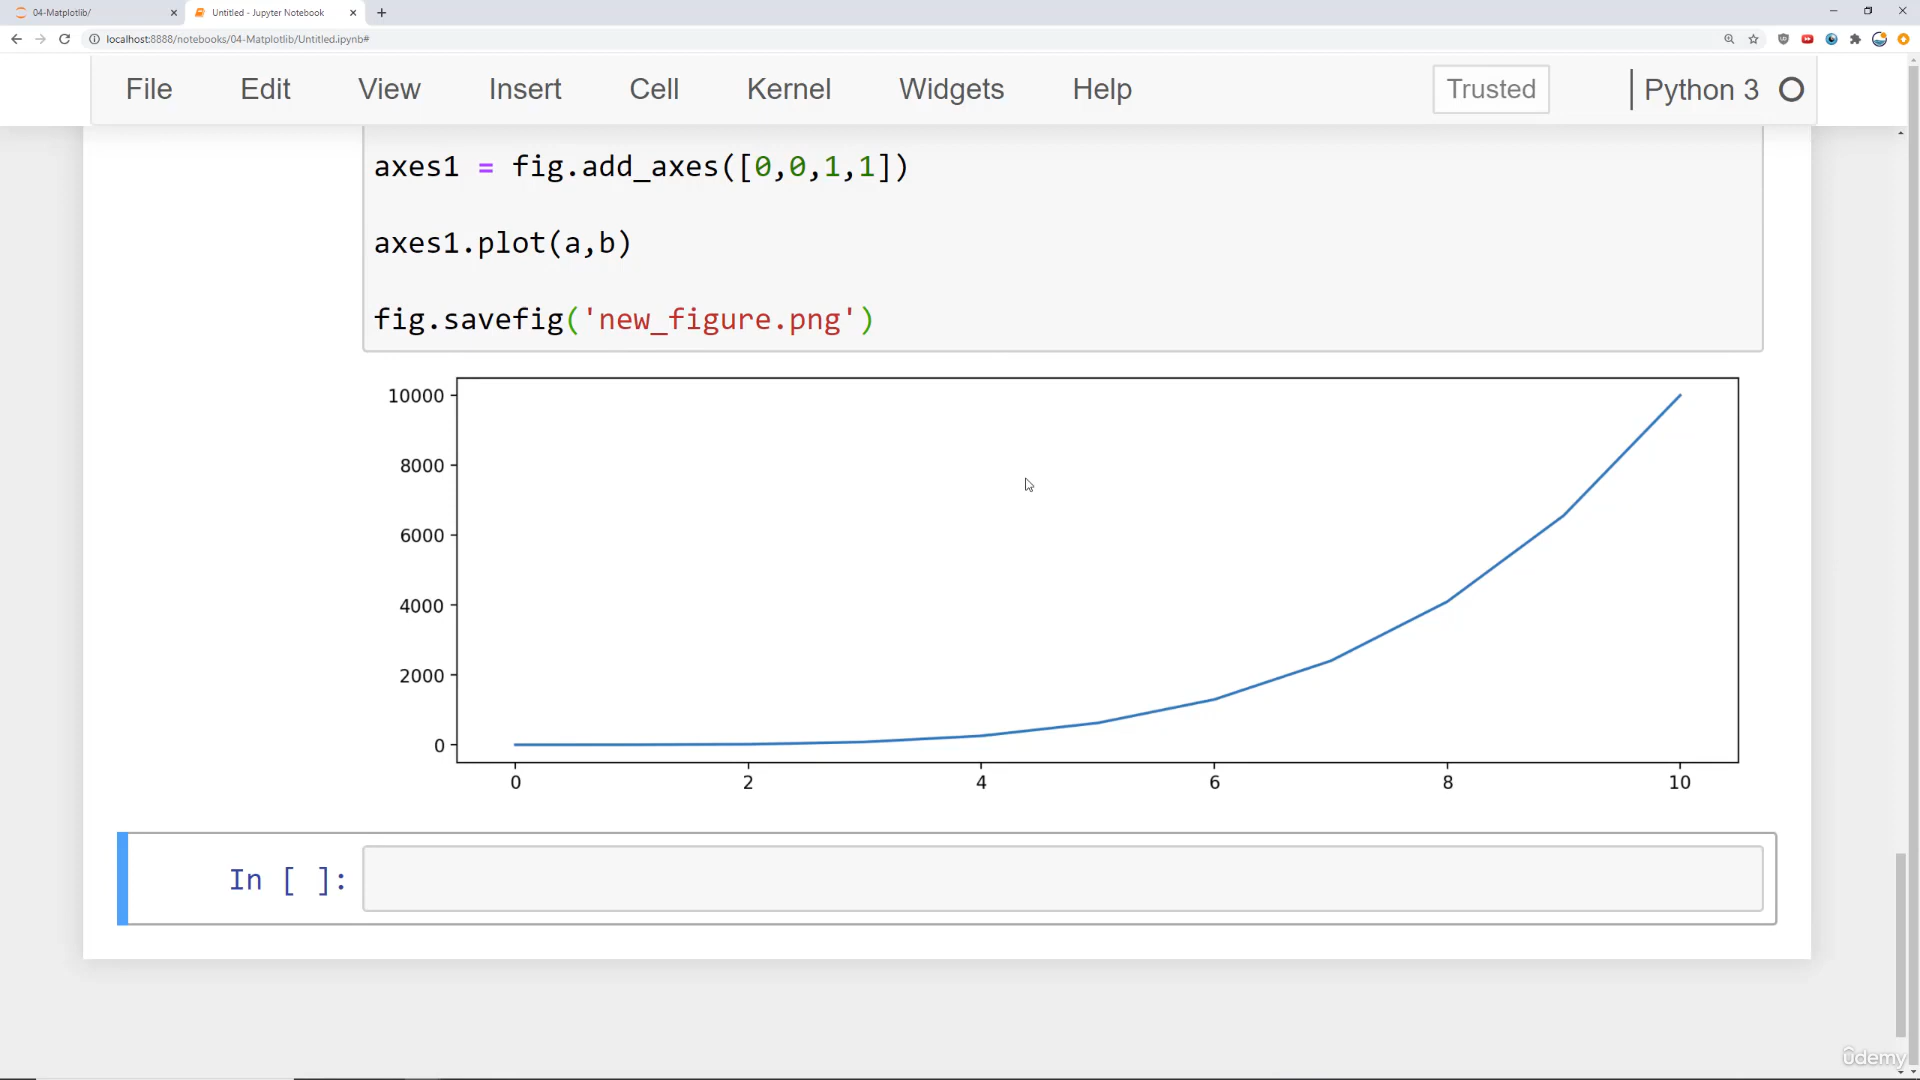 04-Matplotlib/
Untitled - Jupyter Notebook
localhost:8888/notebooks/04-Matplotlib/Untitled.ipynb#
File Edit View Insert Cell Kernel Widgets Help Trusted Python 3
axes1 = fig.add_axes([0,0,1,1])
axes1.plot(a,b)
fig.savefig('new_figure.png')
10000
8000
6000
4000
2000
0
0 2 4 6 8 10
In [ ]:
ûdemy